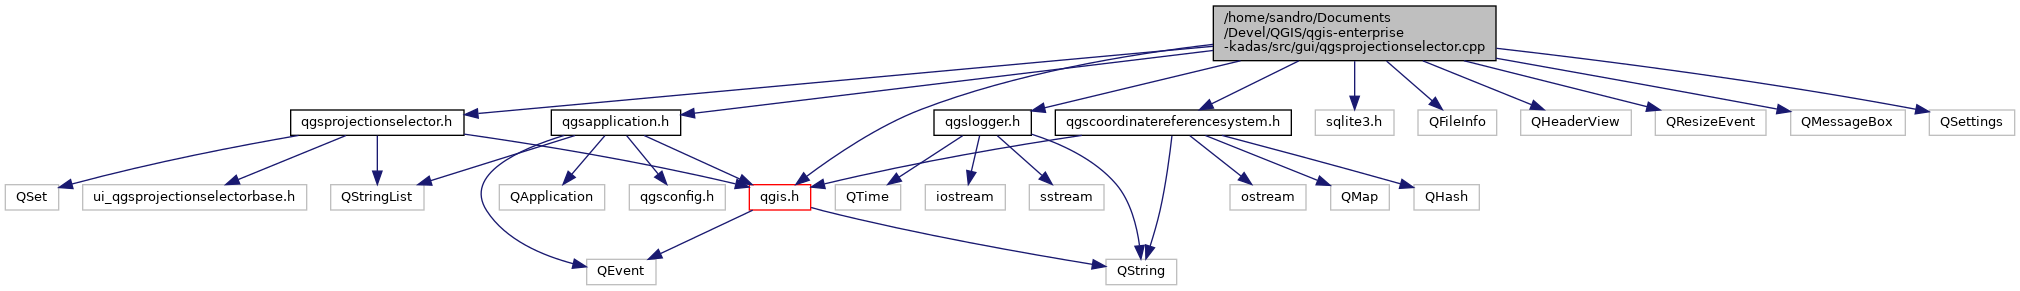 /home/sandro/Documents
/Devel/QGIS/qgis-enterprise
-kadas/src/gui/qgsprojectionselector.cpp
qgsprojectionselector.h
qgsapplication.h
qgslogger.h
qgscoordinatereferencesystem.h
sqlite3.h
QFileInfo
QHeaderView
QResizeEvent
QMessageBox
QSettings
QSet
ui_qgsprojectionselectorbase.h
QStringList
QApplication
qgsconfig.h
qgis.h
QTime
iostream
sstream
ostream
QMap
QHash
QEvent
QString